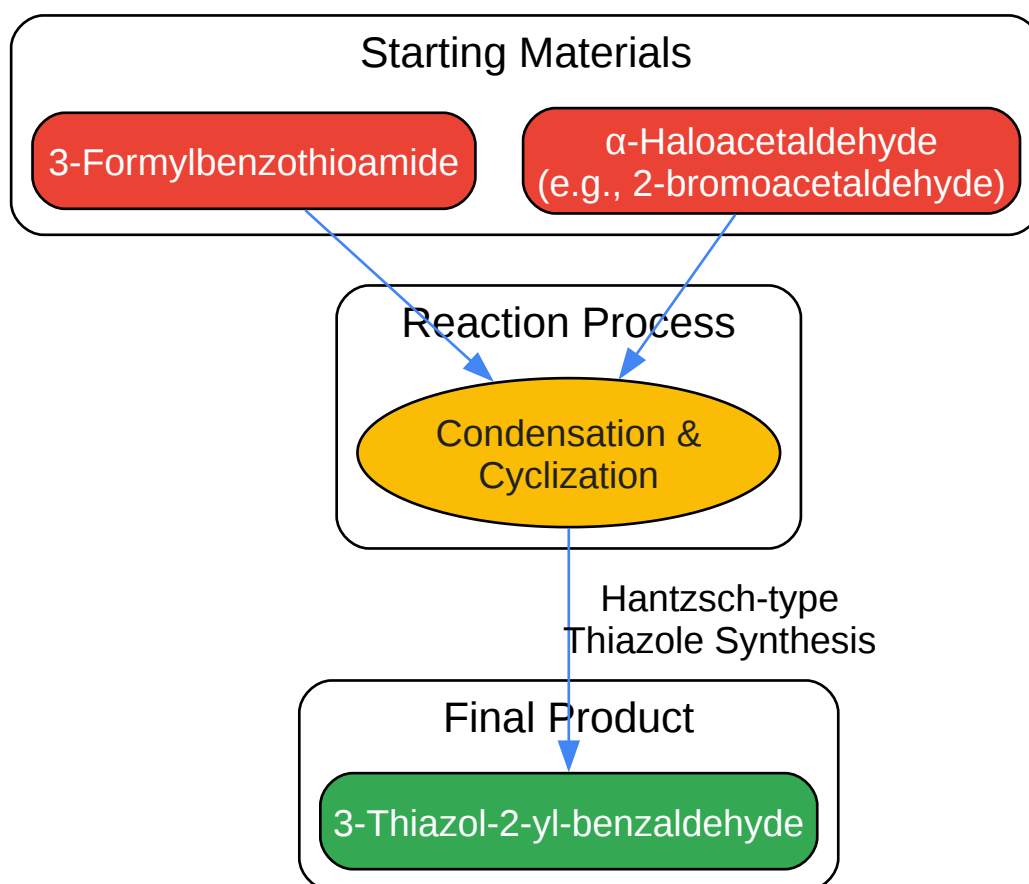 Starting Materials
3-Formylbenzothioamide
α-Haloacetaldehyde
(e.g., 2-bromoacetaldehyde)
Reaction Process
Condensation &
Cyclization
Hantzsch-type
Thiazole Synthesis
Final Product
3-Thiazol-2-yl-benzaldehyde